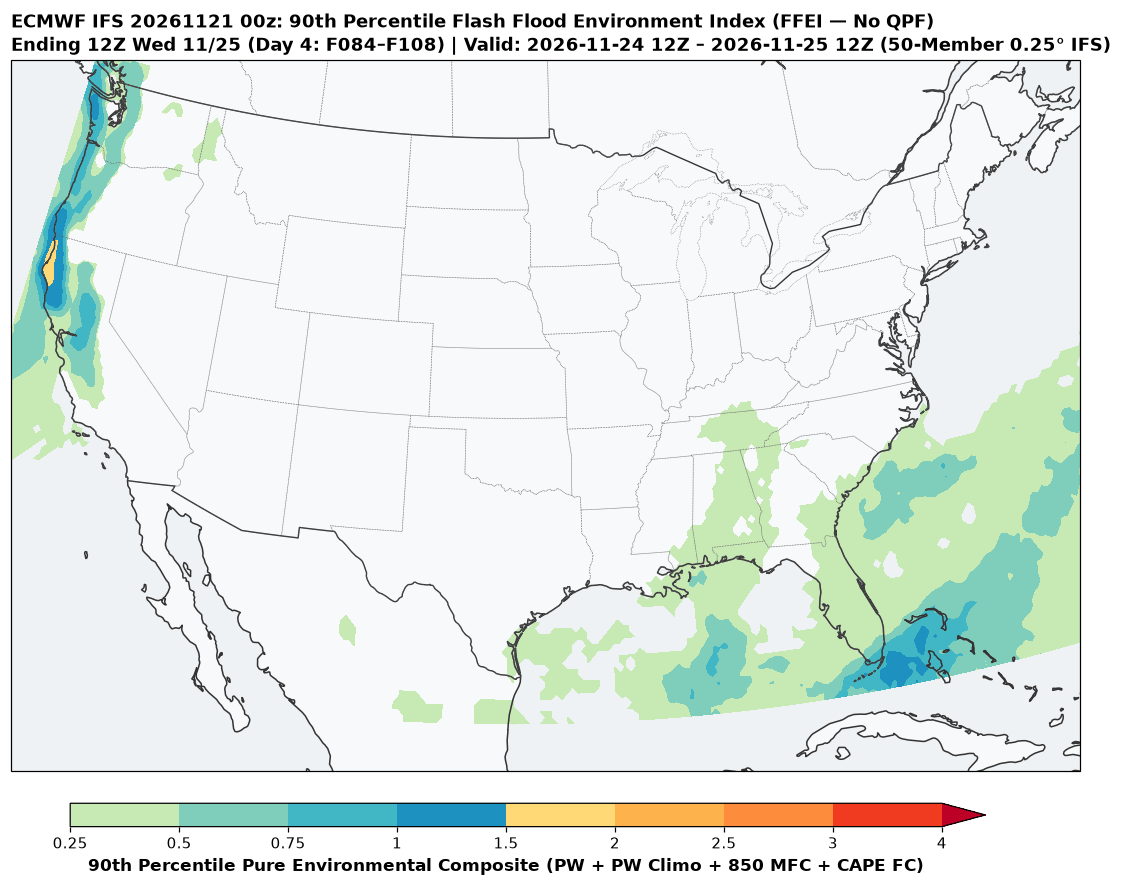 ECMWF IFS 20261121 00z: 90th Percentile Flash Flood Environment Index (FFEI — No QPF)
Ending 12Z Wed 11/25 (Day 4: F084–F108) | Valid: 2026-11-24 12Z – 2026-11-25 12Z (50-Member 0.25° IFS)
0.25 0.5 0.75 1 1.5 2 2.5 3 4
90th Percentile Pure Environmental Composite (PW + PW Climo + 850 MFC + CAPE FC)